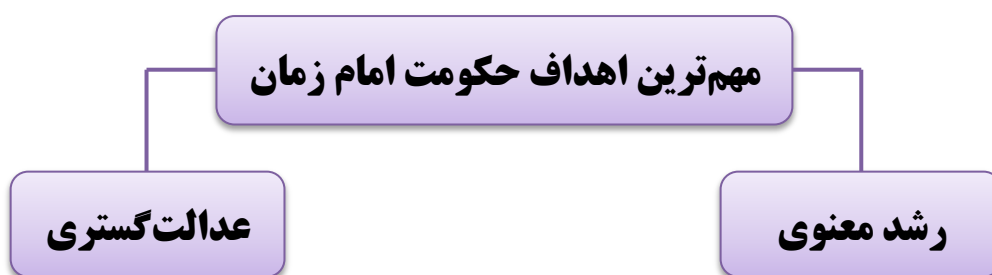 مهم‌ترین اهداف حکومت امام زمان
رشد معنوی
عدالت‌گستری